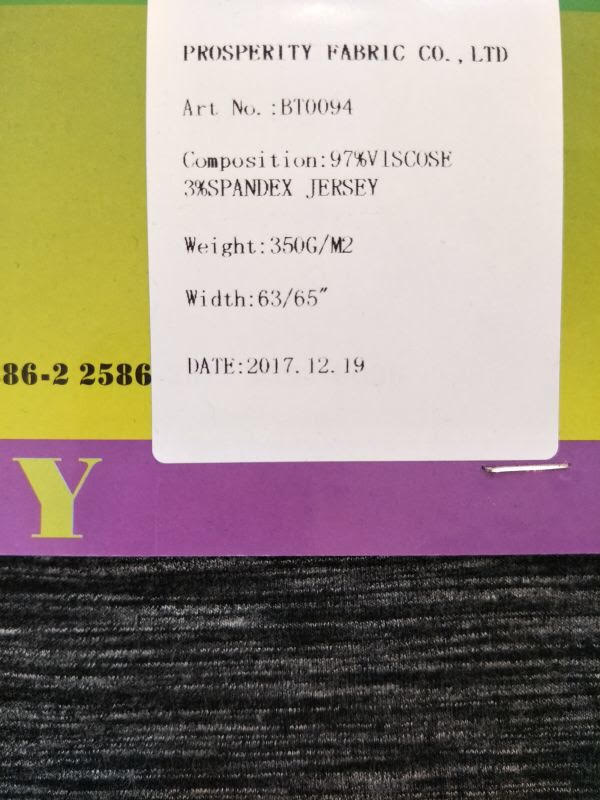 PROSPERITY FABRIC CO.,LTD
Art No.:BT0094
Composition:97%VISCOSE
3%SPANDEX JERSEY
Weight:350G/M2
Width:63/65"
DATE:2017.12.19
86-2 2586
Y